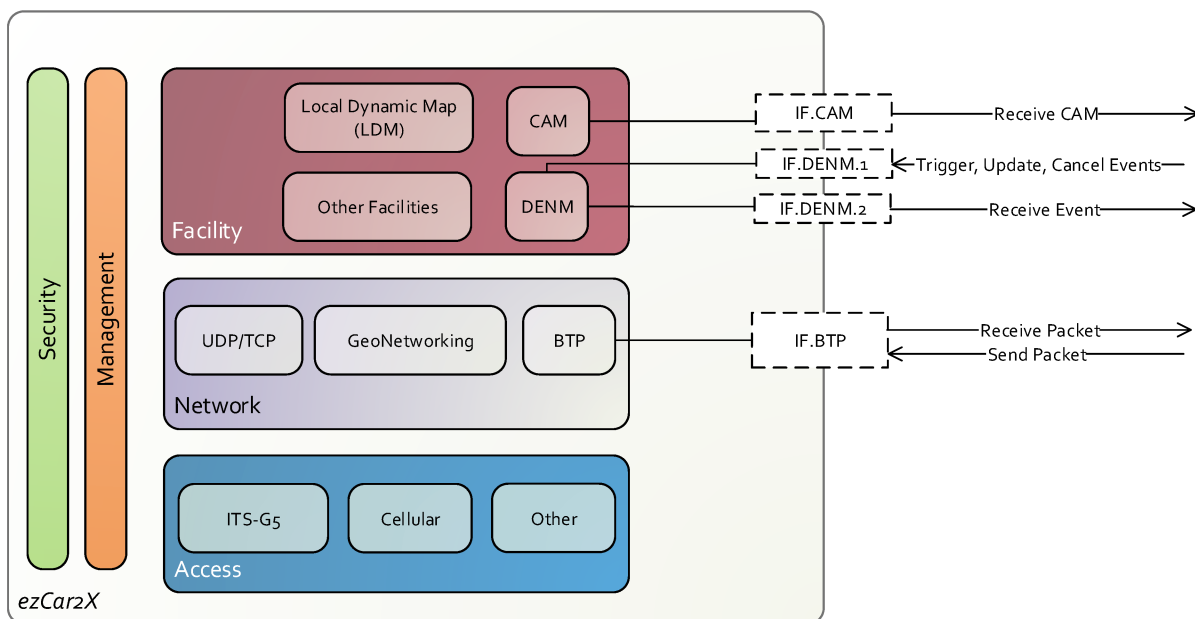 Security
Management
Local Dynamic Map
(LDM)
CAM
Other Facilities
DENM
Facility
IF.CAM
Receive CAM
IF.DENM.1
Trigger, Update, Cancel Events
IF.DENM.2
Receive Event
UDP/TCP
GeoNetworking
BTP
Network
IF.BTP
Receive Packet
Send Packet
ITS-G5
Cellular
Other
Access
ezCar2X